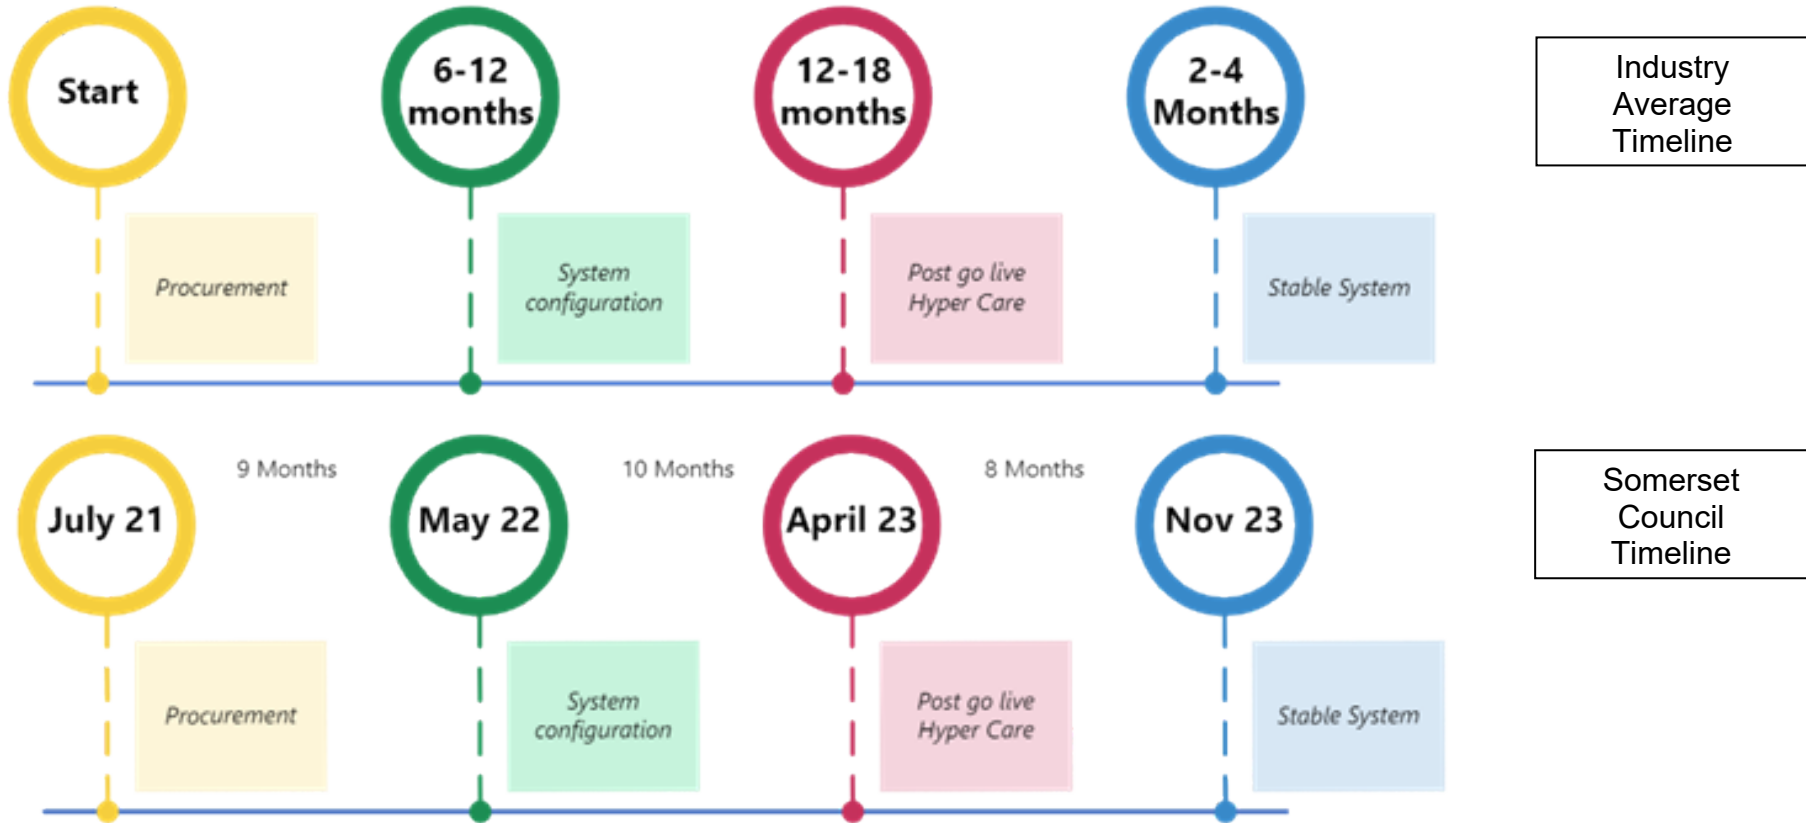 Start
6-12
months
12-18
months
2-4
Months
Industry
Average
Timeline
Procurement
System
configuration
Post go live
Hyper Care
Stable System
July 21
9 Months
May 22
10 Months
April 23
8 Months
Nov 23
Somerset
Council
Timeline
Procurement
System
configuration
Post go live
Hyper Care
Stable System